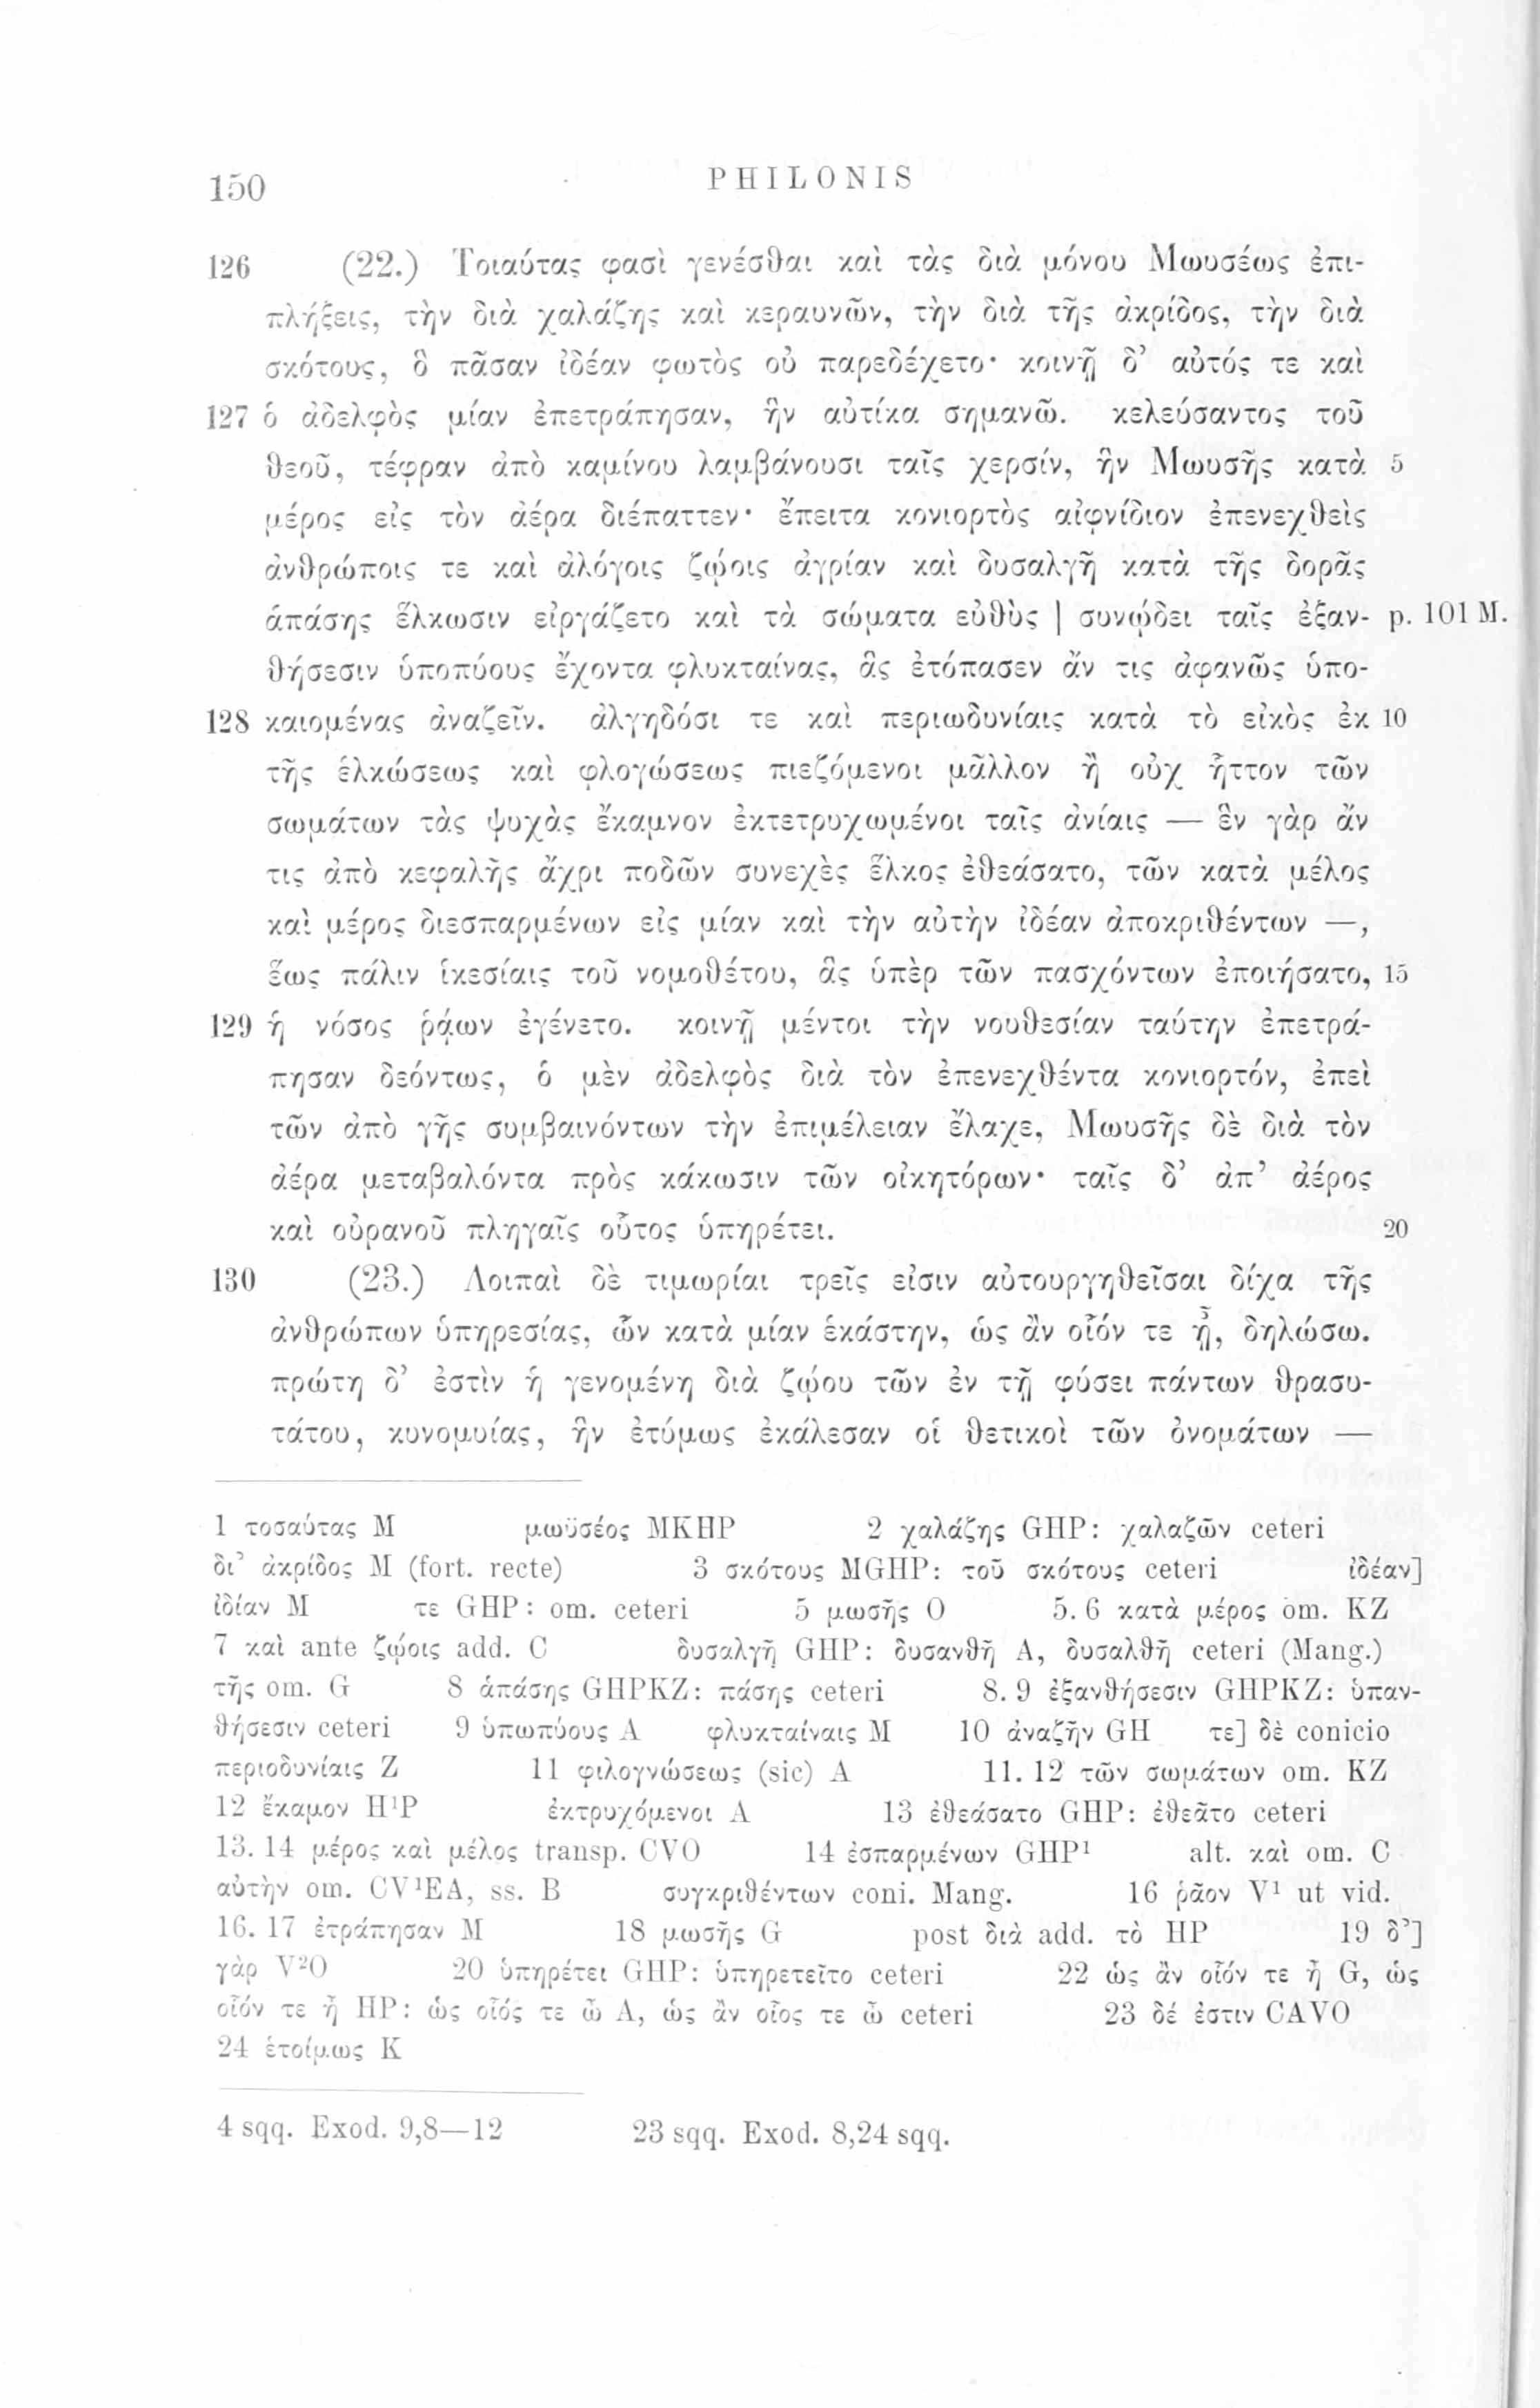 150 PHILONIS
126 (22.) Τοιαύτας φασὶ γενέσθαι καὶ τὰς διὰ μόνου Μωυσέως ἐπι-
πλήξεις, τὴν διὰ χαλάζης καὶ κεραυνῶν, τὴν διὰ τῆς ἀκρίδος, τὴν διὰ
σκότους, ὃ πᾶσαν ἰδέαν φωτὸς οὐ παρεδέχετο· κοινῇ δ’ αὐτός τε καὶ
127 ὁ ἀδελφὸς μίαν ἐπετράπησαν, ἣν αὐτίκα σημανῶ. κελεύσαντος τοῦ
θεοῦ, τέφραν ἀπὸ καμίνου λαμβάνουσι ταῖς χερσίν, ἣν Μωυσῆς κατὰ 5
μέρος εἰς τὸν ἀέρα διέπαττεν· ἔπειτα κονιορτὸς αἰφνίδιον ἐπενεχθεὶς
ἀνθρώποις τε καὶ ἀλόγοις ζῴοις ἀγρίαν καὶ δυσαλγῆ κατὰ τῆς δορᾶς
ἁπάσης ἕλκωσιν εἰργάζετο καὶ τὰ σώματα εὐθὺς | συνῴδει ταῖς ἐξαν- p. 101 M.
θήσεσιν ὑποπύους ἔχοντα φλυκταίνας, ἃς ἐτόπασεν ἄν τις ἀφανῶς ὑπο-
128 καιομένας ἀναζεῖν. ἀλγηδόσι τε καὶ περιωδυνίαις κατὰ τὸ εἰκὸς ἐκ 10
τῆς ἑλκώσεως καὶ φλογώσεως πιεζόμενοι μᾶλλον ἢ οὐχ ἧττον τῶν
σωμάτων τὰς ψυχὰς ἔκαμνον ἐκτετρυχωμένοι ταῖς ἀνίαις — ἓν γὰρ ἄν
τις ἀπὸ κεφαλῆς ἄχρι ποδῶν συνεχὲς ἕλκος ἐθεάσατο, τῶν κατὰ μέλος
καὶ μέρος διεσπαρμένων εἰς μίαν καὶ τὴν αὐτὴν ἰδέαν ἀποκριθέντων —,
ἕως πάλιν ἱκεσίαις τοῦ νομοθέτου, ἃς ὑπὲρ τῶν πασχόντων ἐποιήσατο, 15
129 ἡ νόσος ῥᾴων ἐγένετο. κοινῇ μέντοι τὴν νουθεσίαν ταύτην ἐπετρά-
πησαν δεόντως, ὁ μὲν ἀδελφὸς διὰ τὸν ἐπενεχθέντα κονιορτόν, ἐπεὶ
τῶν ἀπὸ γῆς συμβαινόντων τὴν ἐπιμέλειαν ἔλαχε, Μωυσῆς δὲ διὰ τὸν
ἀέρα μεταβαλόντα πρὸς κάκωσιν τῶν οἰκητόρων· ταῖς δ’ ἀπ’ ἀέρος
καὶ οὐρανοῦ πληγαῖς οὗτος ὑπηρέτει. 20
130 (23.) Λοιπαὶ δὲ τιμωρίαι τρεῖς εἰσιν αὐτουργηθεῖσαι δίχα τῆς
ἀνθρώπων ὑπηρεσίας, ὧν κατὰ μίαν ἑκάστην, ὡς ἂν οἷόν τε ᾖ, δηλώσω.
πρώτη δ’ ἐστὶν ἡ γενομένη διὰ ζῴου τῶν ἐν τῇ φύσει πάντων θρασυ-
τάτου, κυνομυίας, ἣν ἐτύμως ἐκάλεσαν οἱ θετικοὶ τῶν ὀνομάτων —
1 τοσαύτας M μωϋσέος MKHP 2 χαλάζης GHP: χαλαζῶν ceteri
δι’ ἀκρίδος M (fort. recte) 3 σκότους MGHP: τοῦ σκότους ceteri ἰδέαν]
ἰδίαν M τε GHP: om. ceteri 5 μωσῆς O 5. 6 κατὰ μέρος om. KZ
7 καὶ ante ζῴοις add. C δυσαλγῆ GHP: δυσανθῆ A, δυσαλθῆ ceteri (Mang.)
τῆς om. G 8 ἁπάσης GHPKZ: πάσης ceteri 8. 9 ἐξανθήσεσιν GHPKZ: ὑπαν-
θήσεσιν ceteri 9 ὑπωπύους A φλυκταίναις M 10 ἀναζῆν GH τε] δὲ conicio
περιοδυνίαις Z 11 φιλογνώσεως (sic) A 11. 12 τῶν σωμάτων om. KZ
12 ἔκαμον H¹P ἐκτρυχόμενοι A 13 ἐθεάσατο GHP: ἐθεᾶτο ceteri
13. 14 μέρος καὶ μέλος transp. CVO 14 ἐσπαρμένων GHP¹ alt. καὶ om. C
αὐτὴν om. CV¹EA, ss. B συγκριθέντων coni. Mang. 16 ῥᾶον V¹ ut vid.
16. 17 ἐτράπησαν M 18 μωσῆς G post διὰ add. τὸ HP 19 δ’]
γὰρ V²O 20 ὑπηρέτει GHP: ὑπηρετεῖτο ceteri 22 ὡς ἂν οἷόν τε ἦ G, ὡς
οἷόν τε ἦ HP: ὡς οἷός τε ὦ A, ὡς ἂν οἷος τε ὦ ceteri 23 δέ ἐστιν CAVO
24 ἑτοίμως K
4 sqq. Exod. 9,8—12 23 sqq. Exod. 8,24 sqq.